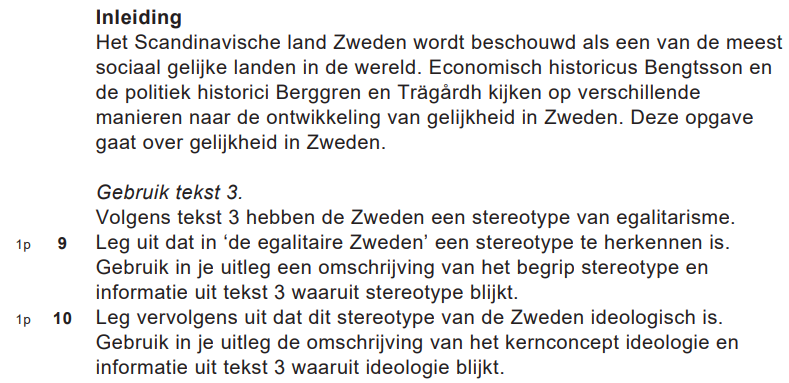 Inleiding
Het Scandinavische land Zweden wordt beschouwd als een van de meest
sociaal gelijke landen in de wereld. Economisch historicus Bengtsson en
de politiek historici Berggren en Trägårdh kijken op verschillende
manieren naar de ontwikkeling van gelijkheid in Zweden. Deze opgave
gaat over gelijkheid in Zweden.
Gebruik tekst 3.
Volgens tekst 3 hebben de Zweden een stereotype van egalitarisme.
1p 9 Leg uit dat in ‘de egalitaire Zweden’ een stereotype te herkennen is.
Gebruik in je uitleg een omschrijving van het begrip stereotype en
informatie uit tekst 3 waaruit stereotype blijkt.
1p 10 Leg vervolgens uit dat dit stereotype van de Zweden ideologisch is.
Gebruik in je uitleg de omschrijving van het kernconcept ideologie en
informatie uit tekst 3 waaruit ideologie blijkt.